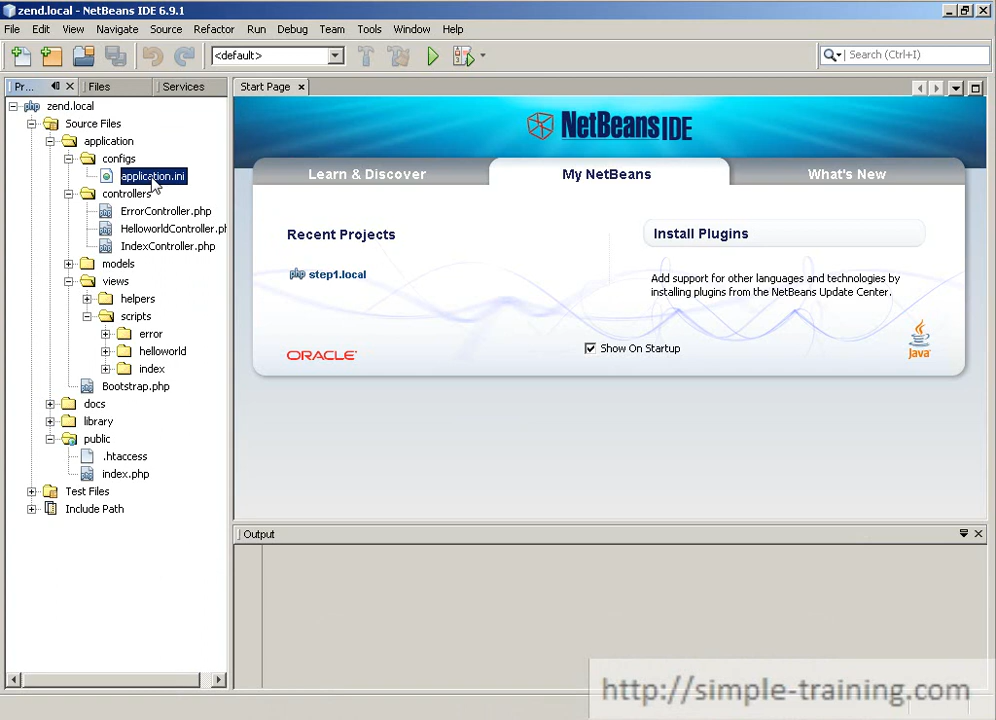 zend.local - NetBeans IDE 6.9.1
File Edit View Navigate Source Refactor Run Debug Team Tools Window Help
<default>
Search (Ctrl+I)
Pr... Files Services
Start Page
zend.local
Source Files
application
configs
application.ini
controllers
ErrorController.php
HelloworldController.ph
IndexController.php
models
views
helpers
scripts
error
helloworld
index
Bootstrap.php
docs
library
public
.htaccess
index.php
Test Files
Include Path
NetBeans IDE
Learn & Discover
My NetBeans
What's New
Recent Projects
step1.local
Install Plugins
Add support for other languages and technologies by
installing plugins from the NetBeans Update Center.
ORACLE
Show On Startup
Java
Output
http://simple-training.com